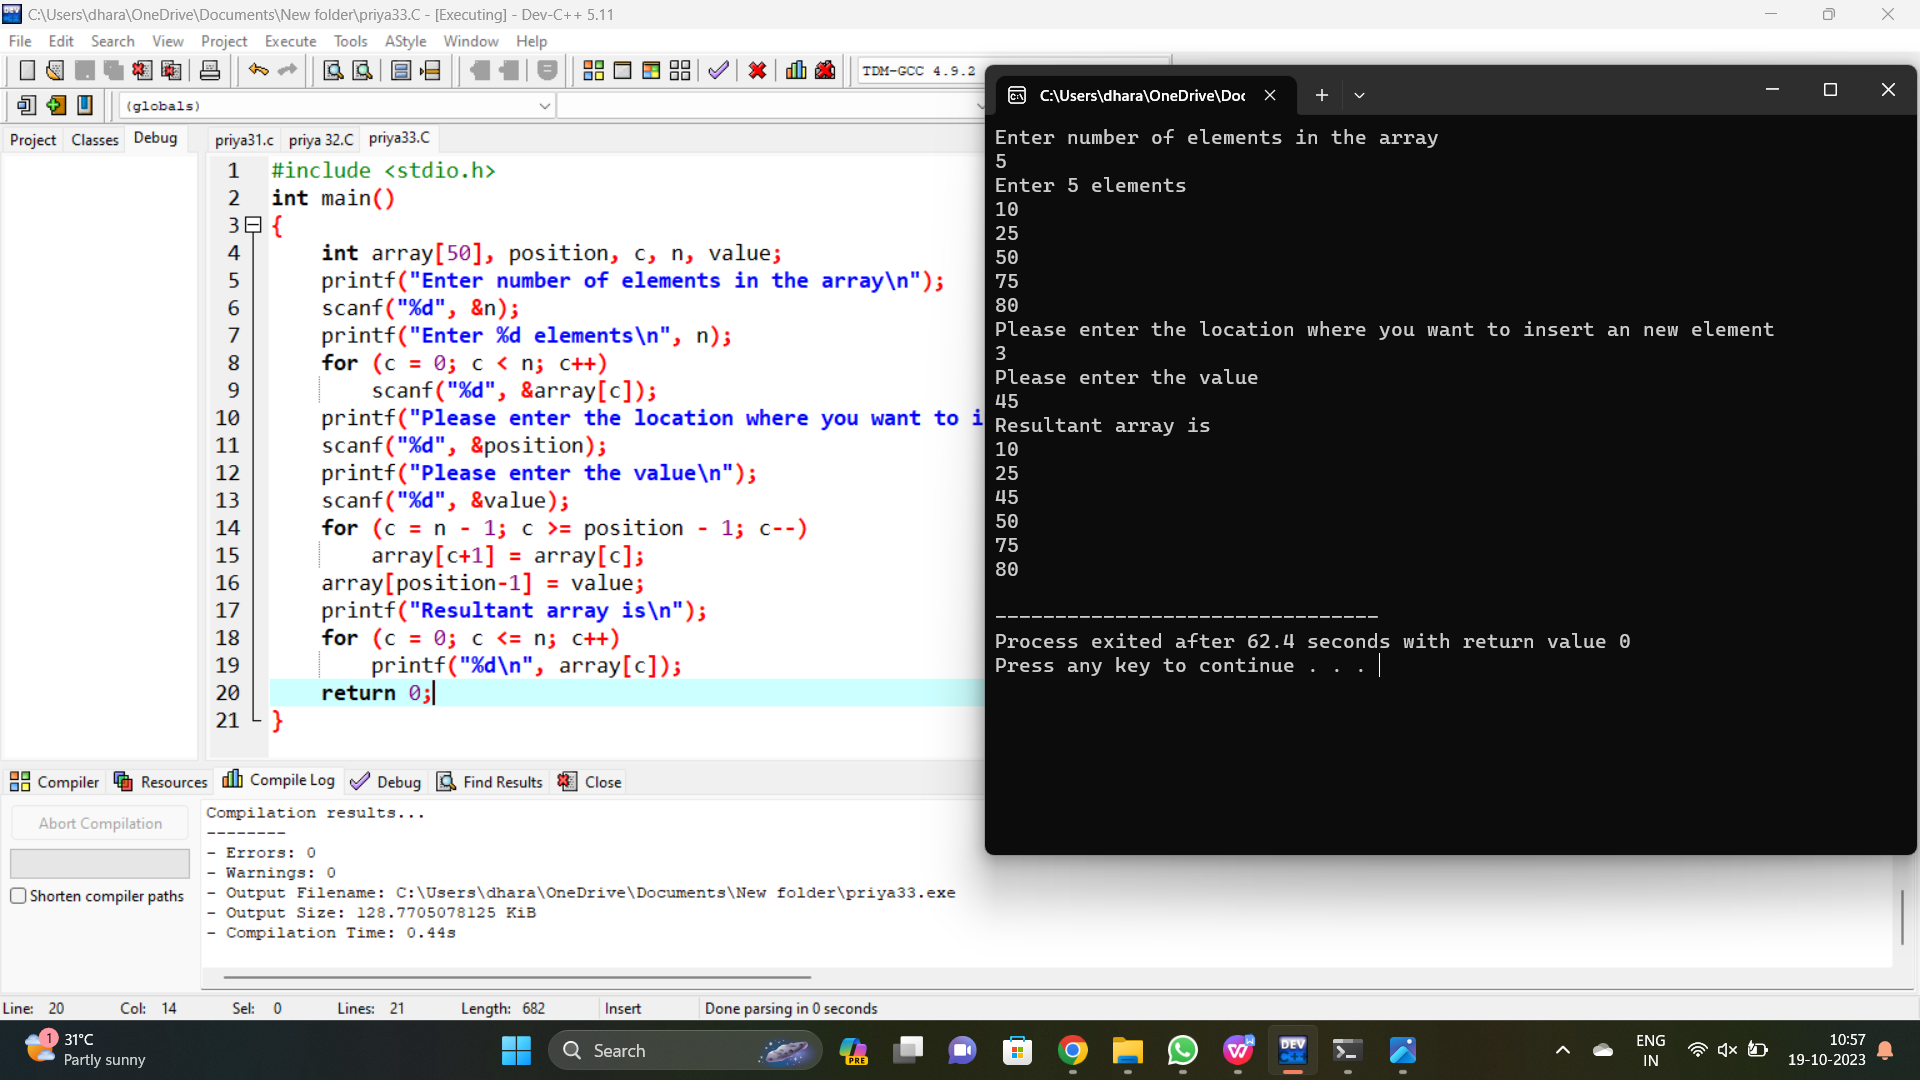 C:\Users\dhara\OneDrive\Documents\New folder\priya33.C - [Executing] - Dev-C++ 5.11
File Edit Search View Project Execute Tools AStyle Window Help
TDM-GCC 4.9.2
(globals)
Project Classes Debug
priya31.c priya 32.C priya33.C
1 #include <stdio.h>
2 int main()
3 {
4 int array[50], position, c, n, value;
5 printf("Enter number of elements in the array\n");
6 scanf("%d", &n);
7 printf("Enter %d elements\n", n);
8 for (c = 0; c < n; c++)
9 scanf("%d", &array[c]);
10 printf("Please enter the location where you want to i
11 scanf("%d", &position);
12 printf("Please enter the value\n");
13 scanf("%d", &value);
14 for (c = n - 1; c >= position - 1; c--)
15 array[c+1] = array[c];
16 array[position-1] = value;
17 printf("Resultant array is\n");
18 for (c = 0; c <= n; c++)
19 printf("%d\n", array[c]);
20 return 0;
21 }
C:\Users\dhara\OneDrive\Doc
Enter number of elements in the array
5
Enter 5 elements
10
25
50
75
80
Please enter the location where you want to insert an new element
3
Please enter the value
45
Resultant array is
10
25
45
50
75
80
--------------------------------
Process exited after 62.4 seconds with return value 0
Press any key to continue . . .
Compiler Resources Compile Log Debug Find Results Close
Abort Compilation
Shorten compiler paths
Compilation results...
--------
- Errors: 0
- Warnings: 0
- Output Filename: C:\Users\dhara\OneDrive\Documents\New folder\priya33.exe
- Output Size: 128.7705078125 KiB
- Compilation Time: 0.44s
Line: 20 Col: 14 Sel: 0 Lines: 21 Length: 682 Insert Done parsing in 0 seconds
1
31°C
Partly sunny
Search
PRE
DEV C++
ENG
IN
10:57
19-10-2023